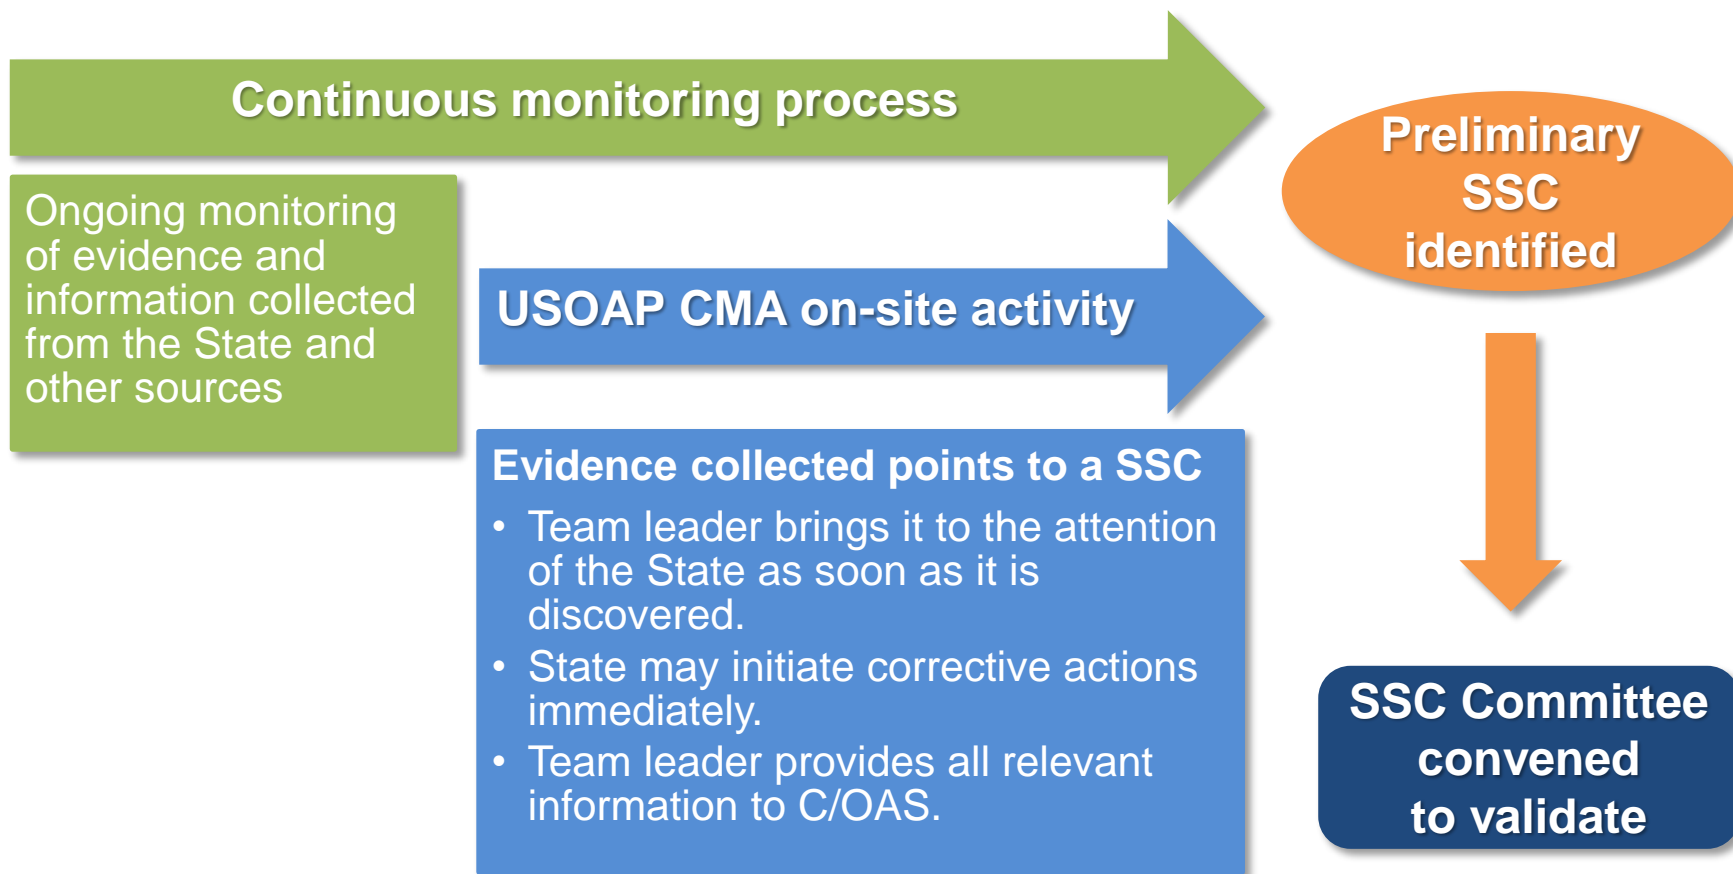 Continuous monitoring process
Ongoing monitoring
of evidence and
information collected
from the State and
other sources
USOAP CMA on-site activity
Evidence collected points to a SSC
• Team leader brings it to the attention
of the State as soon as it is
discovered.
• State may initiate corrective actions
immediately.
• Team leader provides all relevant
information to C/OAS.
Preliminary
SSC
identified
SSC Committee
convened
to validate